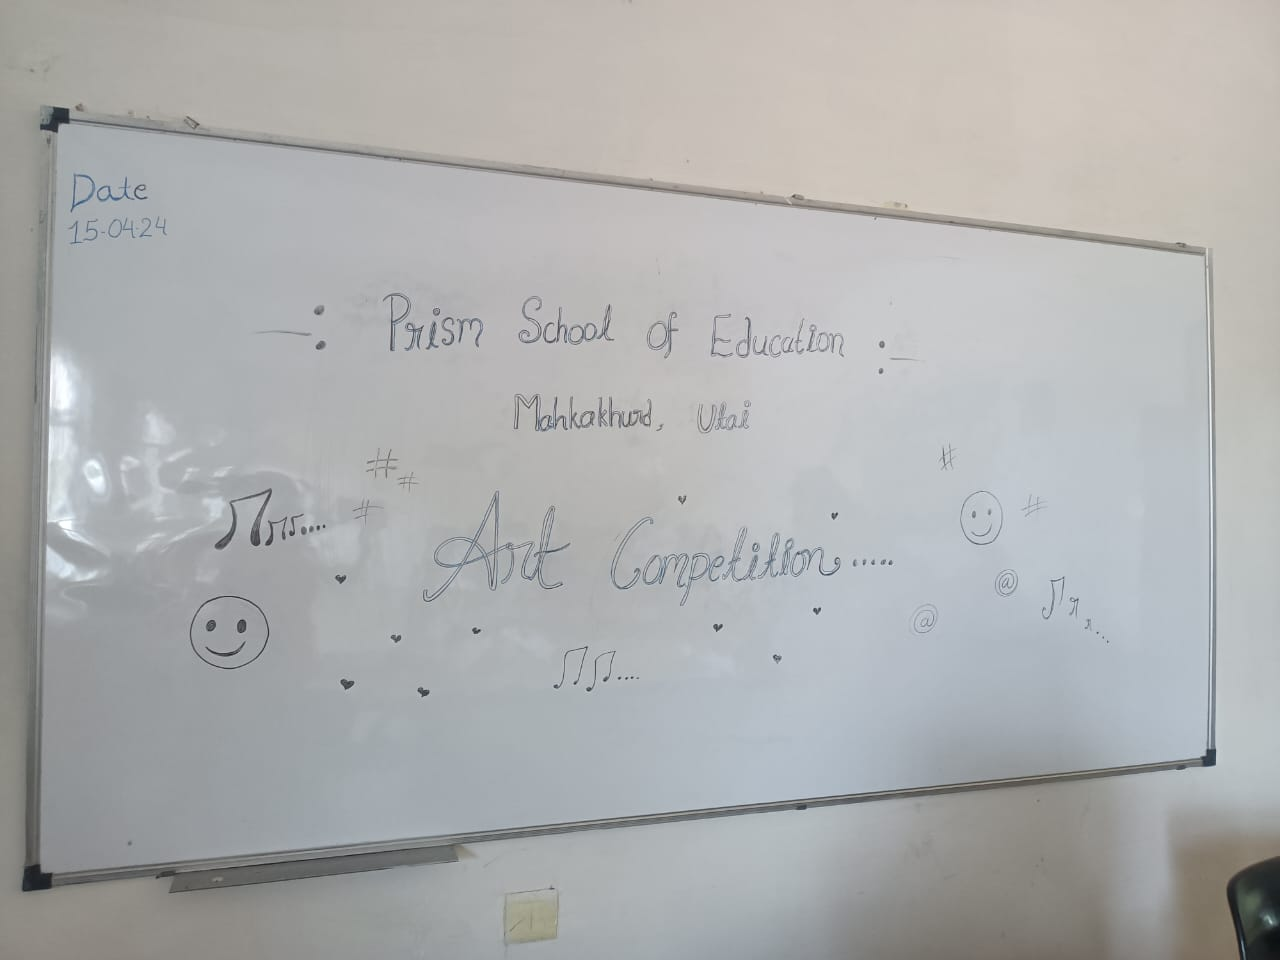 Date
15-04-24
-: Prism School of Education :-
Mahkakhurd, Utai
# #
# #
#
Art Competition.....
@
@